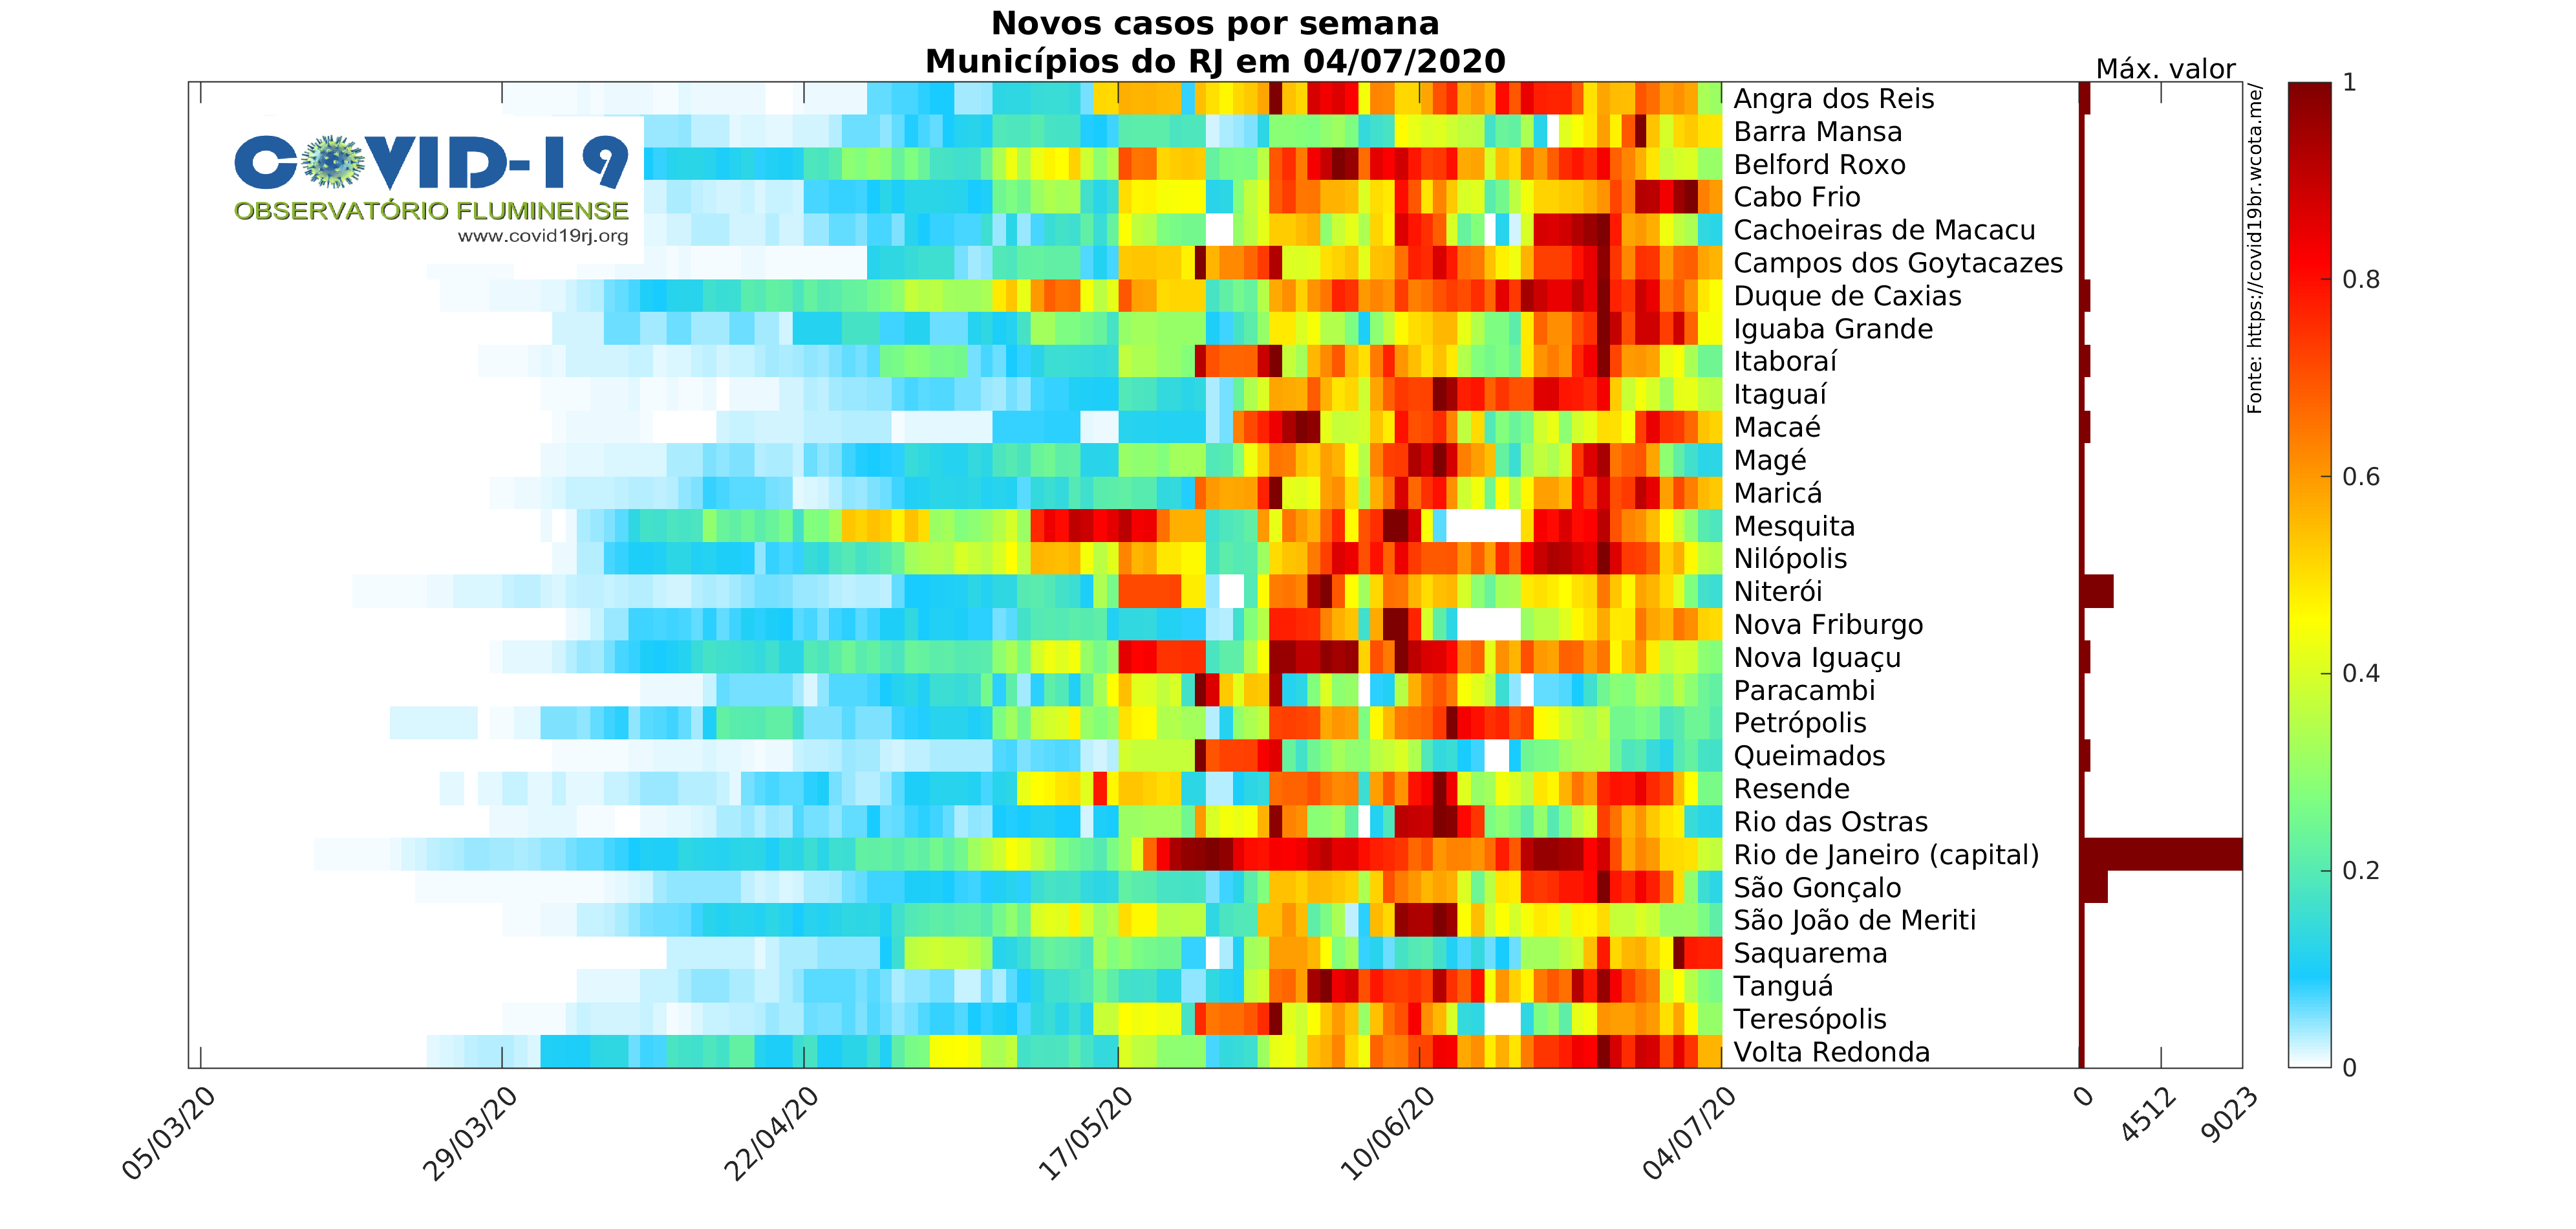 Novos casos por semana
Municípios do RJ em 04/07/2020
Máx. valor
COVID-19
OBSERVATÓRIO FLUMINENSE
www.covid19rj.org
Angra dos Reis
Barra Mansa
Belford Roxo
Cabo Frio
Cachoeiras de Macacu
Campos dos Goytacazes
Duque de Caxias
Iguaba Grande
Itaboraí
Itaguaí
Macaé
Magé
Maricá
Mesquita
Nilópolis
Niterói
Nova Friburgo
Nova Iguaçu
Paracambi
Petrópolis
Queimados
Resende
Rio das Ostras
Rio de Janeiro (capital)
São Gonçalo
São João de Meriti
Saquarema
Tanguá
Teresópolis
Volta Redonda
Fonte: https://covid19br.wcota.me/
1
0.8
0.6
0.4
0.2
0
05/03/20
29/03/20
22/04/20
17/05/20
10/06/20
04/07/20
0
4512
9023